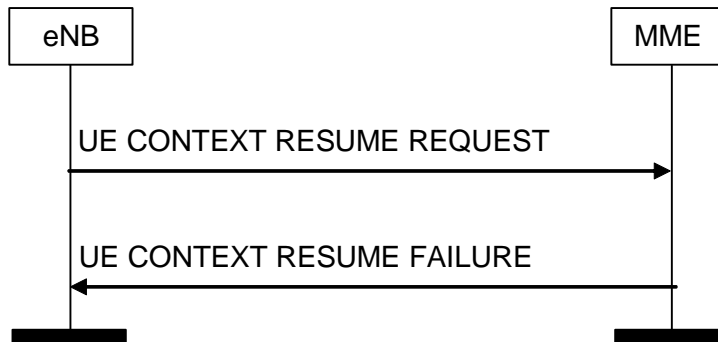 eNB
MME
UE CONTEXT RESUME REQUEST
UE CONTEXT RESUME FAILURE